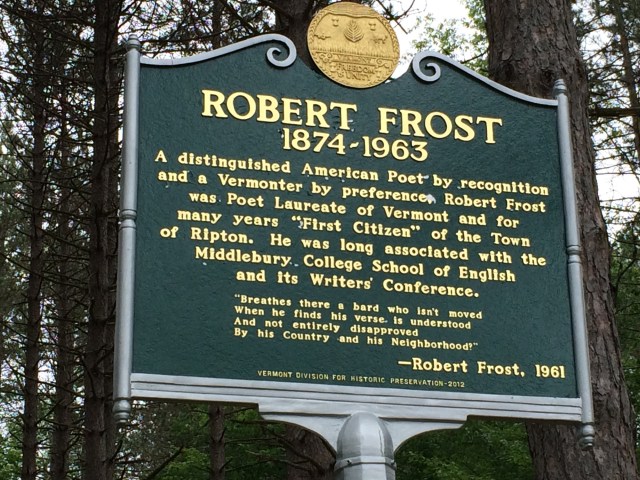 FREEDOM
& UNITY
ROBERT FROST
1874-1963
A distinguished American Poet by recognition
and a Vermonter by preference, Robert Frost
was Poet Laureate of Vermont and for
many years "First Citizen" of the Town
of Ripton. He was long associated with the
Middlebury College School of English
and its Writers' Conference.
"Breathes there a bard who isn't moved
When he finds his verse is understood
And not entirely disapproved
By his Country and his Neighborhood?"
—Robert Frost, 1961
VERMONT DIVISION FOR HISTORIC PRESERVATION-2012